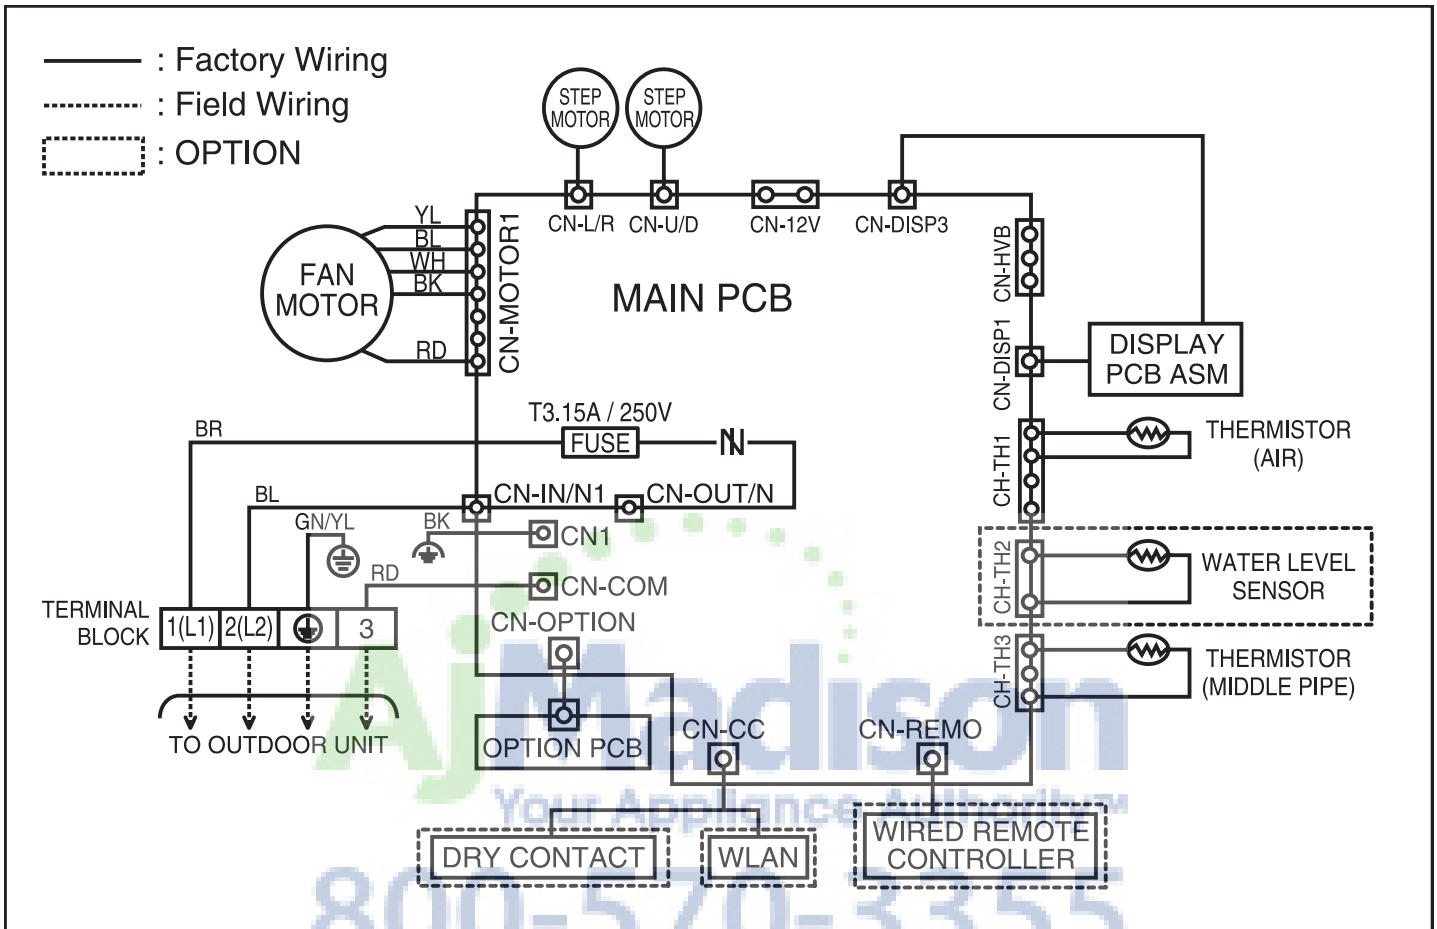 : Factory Wiring
: Field Wiring
: OPTION
STEP
MOTOR
STEP
MOTOR
CN-L/R
CN-U/D
CN-12V
CN-DISP3
YL
BL
WH
BK
RD
FAN
MOTOR
CN-MOTOR1
MAIN PCB
CN-HVB
CN-DISP1
DISPLAY
PCB ASM
T3.15A / 250V
FUSE
BR
BL
CN-IN/N1
CN-OUT/N
GN/YL
BK
CN1
RD
CN-COM
CN-OPTION
CH-TH1
THERMISTOR
(AIR)
CH-TH2
WATER LEVEL
SENSOR
CH-TH3
THERMISTOR
(MIDDLE PIPE)
TERMINAL
BLOCK
1(L1)
2(L2)
3
TO OUTDOOR UNIT
OPTION PCB
CN-CC
CN-REMO
DRY CONTACT
WLAN
WIRED REMOTE
CONTROLLER
AjMadison
Your Appliance Authority™
800-570-3355